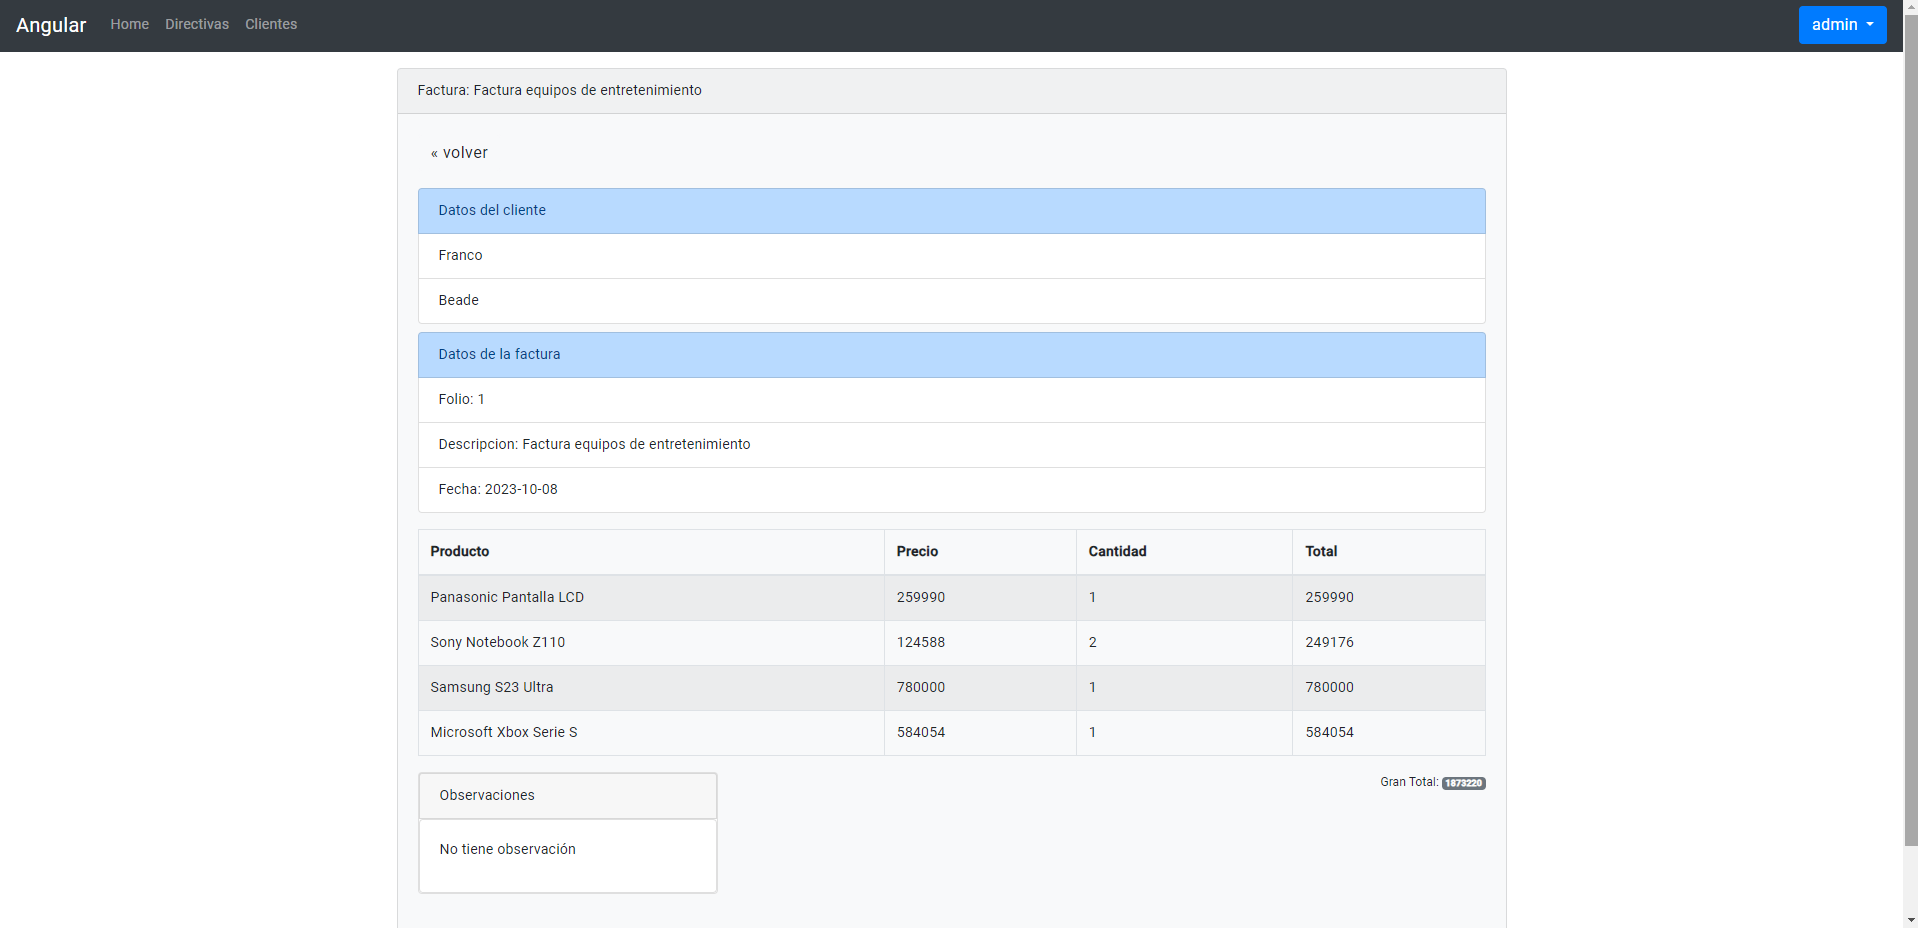 Angular Home Directivas Clientes admin
Factura: Factura equipos de entretenimiento
« volver
Datos del cliente
Franco
Beade
Datos de la factura
Folio: 1
Descripcion: Factura equipos de entretenimiento
Fecha: 2023-10-08
Producto Precio Cantidad Total
Panasonic Pantalla LCD 259990 1 259990
Sony Notebook Z110 124588 2 249176
Samsung S23 Ultra 780000 1 780000
Microsoft Xbox Serie S 584054 1 584054
Gran Total: 1873220
Observaciones
No tiene observación